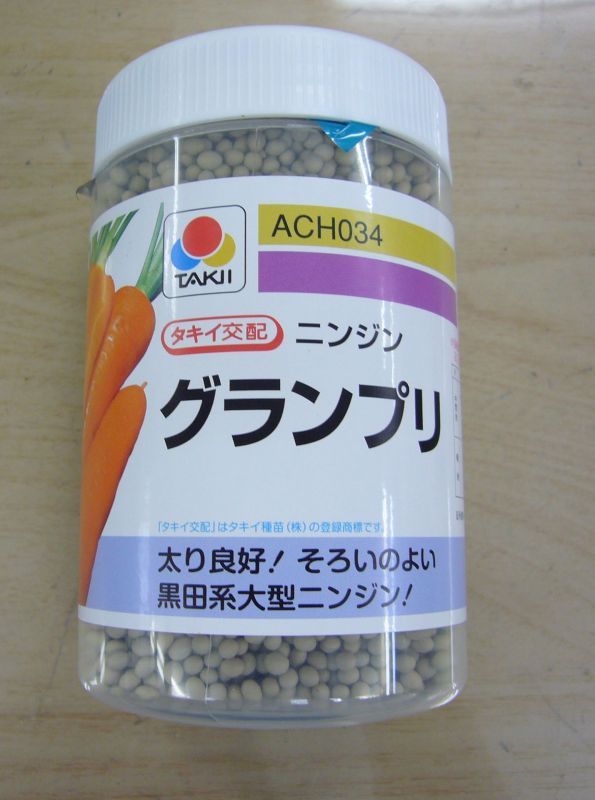 ACH034
TAKII
タキイ交配 ニンジン
グランプリ
「タキイ交配」はタキイ種苗(株)の登録商標です。
太り良好! そろいのよい
黒田系大型ニンジン!